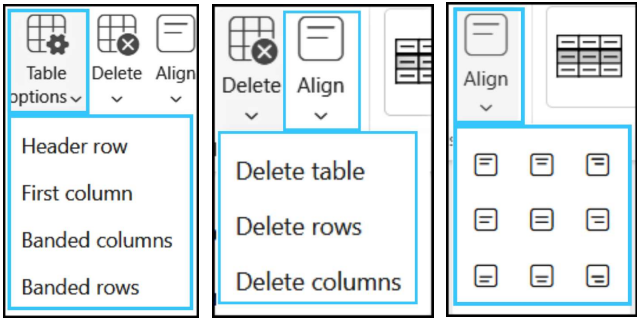 Table
options
Delete
Align
Header row
First column
Banded columns
Banded rows
Delete
Align
Delete table
Delete rows
Delete columns
Align